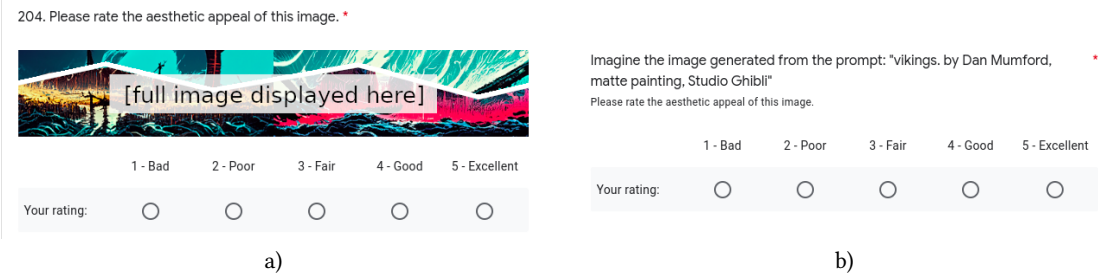 204. Please rate the aesthetic appeal of this image. *
[full image displayed here]
1 - Bad 2 - Poor 3 - Fair 4 - Good 5 - Excellent
Your rating:
a)
Imagine the image generated from the prompt: "vikings. by Dan Mumford, *
matte painting, Studio Ghibli"
Please rate the aesthetic appeal of this image.
1 - Bad 2 - Poor 3 - Fair 4 - Good 5 - Excellent
Your rating:
b)